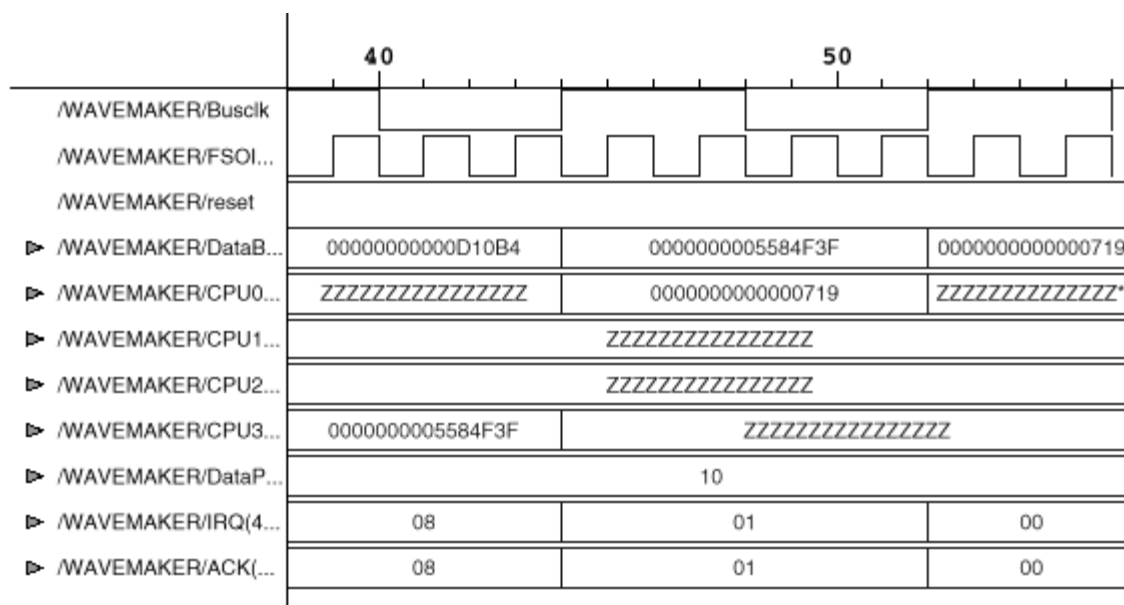 40 50
/WAVEMAKER/Busclk
/WAVEMAKER/FSOI...
/WAVEMAKER/reset
/WAVEMAKER/DataB... 00000000000D10B4 0000000005584F3F 0000000000000719
/WAVEMAKER/CPU0... ZZZZZZZZZZZZZZZZ 0000000000000719 ZZZZZZZZZZZZZZ*
/WAVEMAKER/CPU1... ZZZZZZZZZZZZZZZZ
/WAVEMAKER/CPU2... ZZZZZZZZZZZZZZZZ
/WAVEMAKER/CPU3... 0000000005584F3F ZZZZZZZZZZZZZZZZ
/WAVEMAKER/DataP... 10
/WAVEMAKER/IRQ(4... 08 01 00
/WAVEMAKER/ACK(... 08 01 00